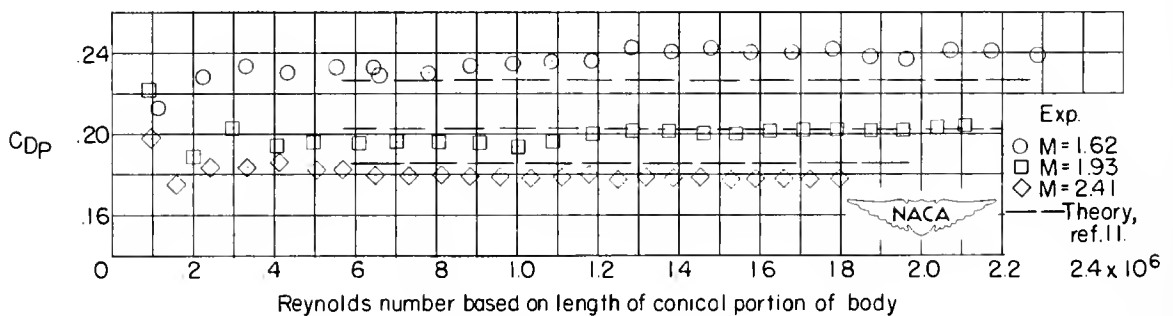 .24
.20
.16
C_DP
0 .2 .4 .6 .8 1.0 1.2 1.4 1.6 1.8 2.0 2.2 2.4 x 10^6
Reynolds number based on length of conical portion of body
Exp.
M = 1.62
M = 1.93
M = 2.41
Theory,
ref. 11.
NACA